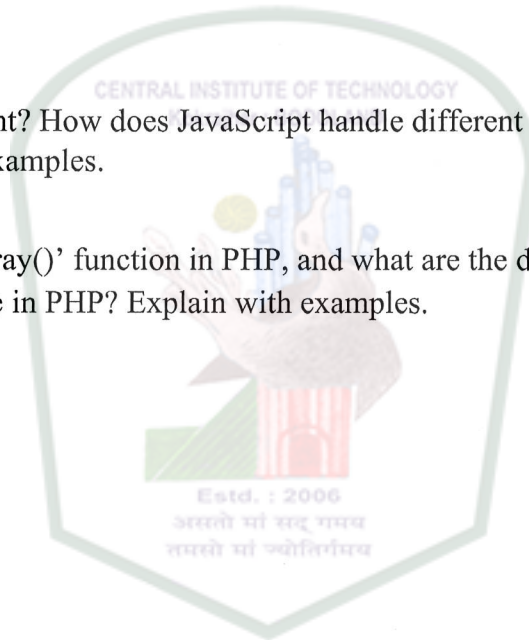 CENTRAL INSTITUTE OF TECHNOLOGY
nt? How does JavaScript handle different
xamples.
ray()’ function in PHP, and what are the d
e in PHP? Explain with examples.
Estd. : 2006
असतो मा सद् गमय
तमसो मा ज्योतिर्गमय